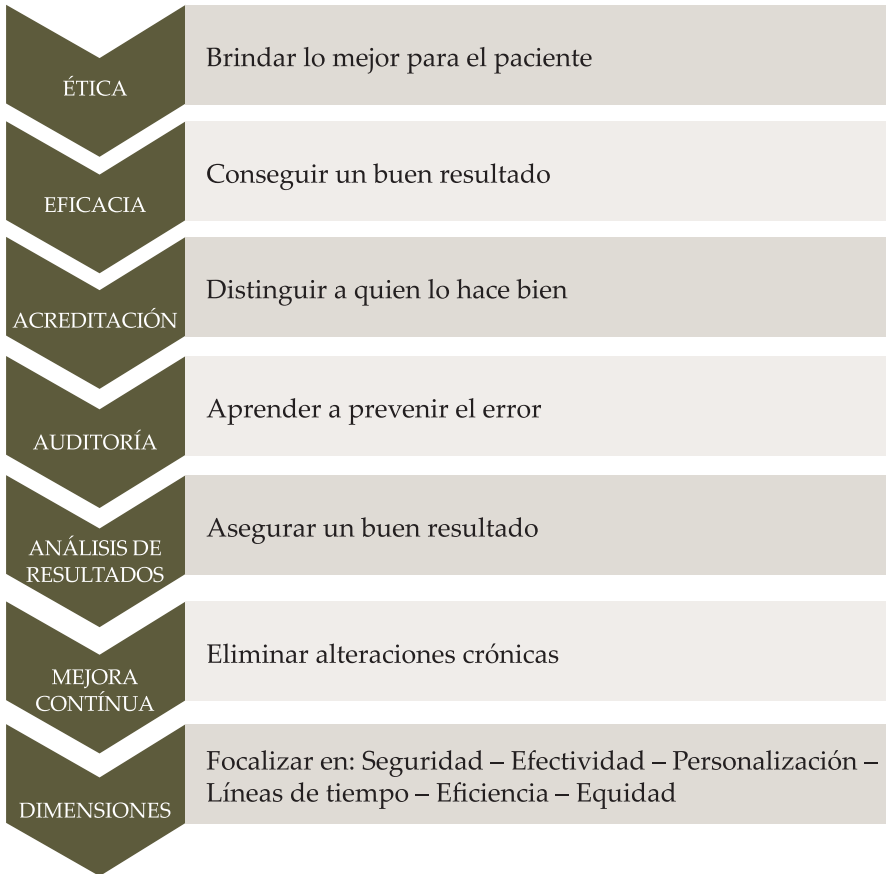 ÉTICA
Brindar lo mejor para el paciente
EFICACIA
Conseguir un buen resultado
ACREDITACIÓN
Distinguir a quien lo hace bien
AUDITORÍA
Aprender a prevenir el error
ANÁLISIS DE
RESULTADOS
Asegurar un buen resultado
MEJORA
CONTÍNUA
Eliminar alteraciones crónicas
DIMENSIONES
Focalizar en: Seguridad – Efectividad – Personalización –
Líneas de tiempo – Eficiencia – Equidad